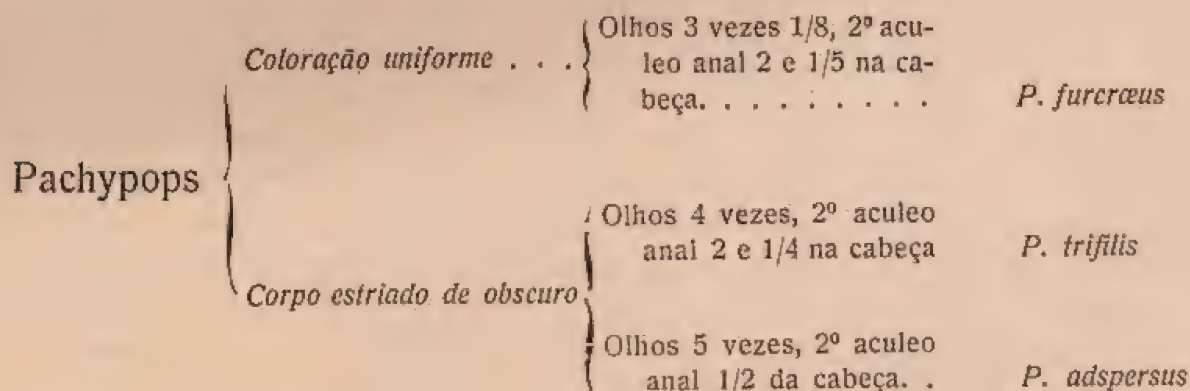 Olhos 3 vezes 1/8, 2º acu-
Coloração uniforme . . .
leo anal 2 e 1/5 na ca-
beça. . . . . . . . . P. furcrœus
Pachypops
Olhos 4 vezes, 2º aculeo
anal 2 e 1/4 na cabeça P. trifilis
Corpo estriado de obscuro
Olhos 5 vezes, 2º aculeo
anal 1/2 da cabeça. . P. adspersus